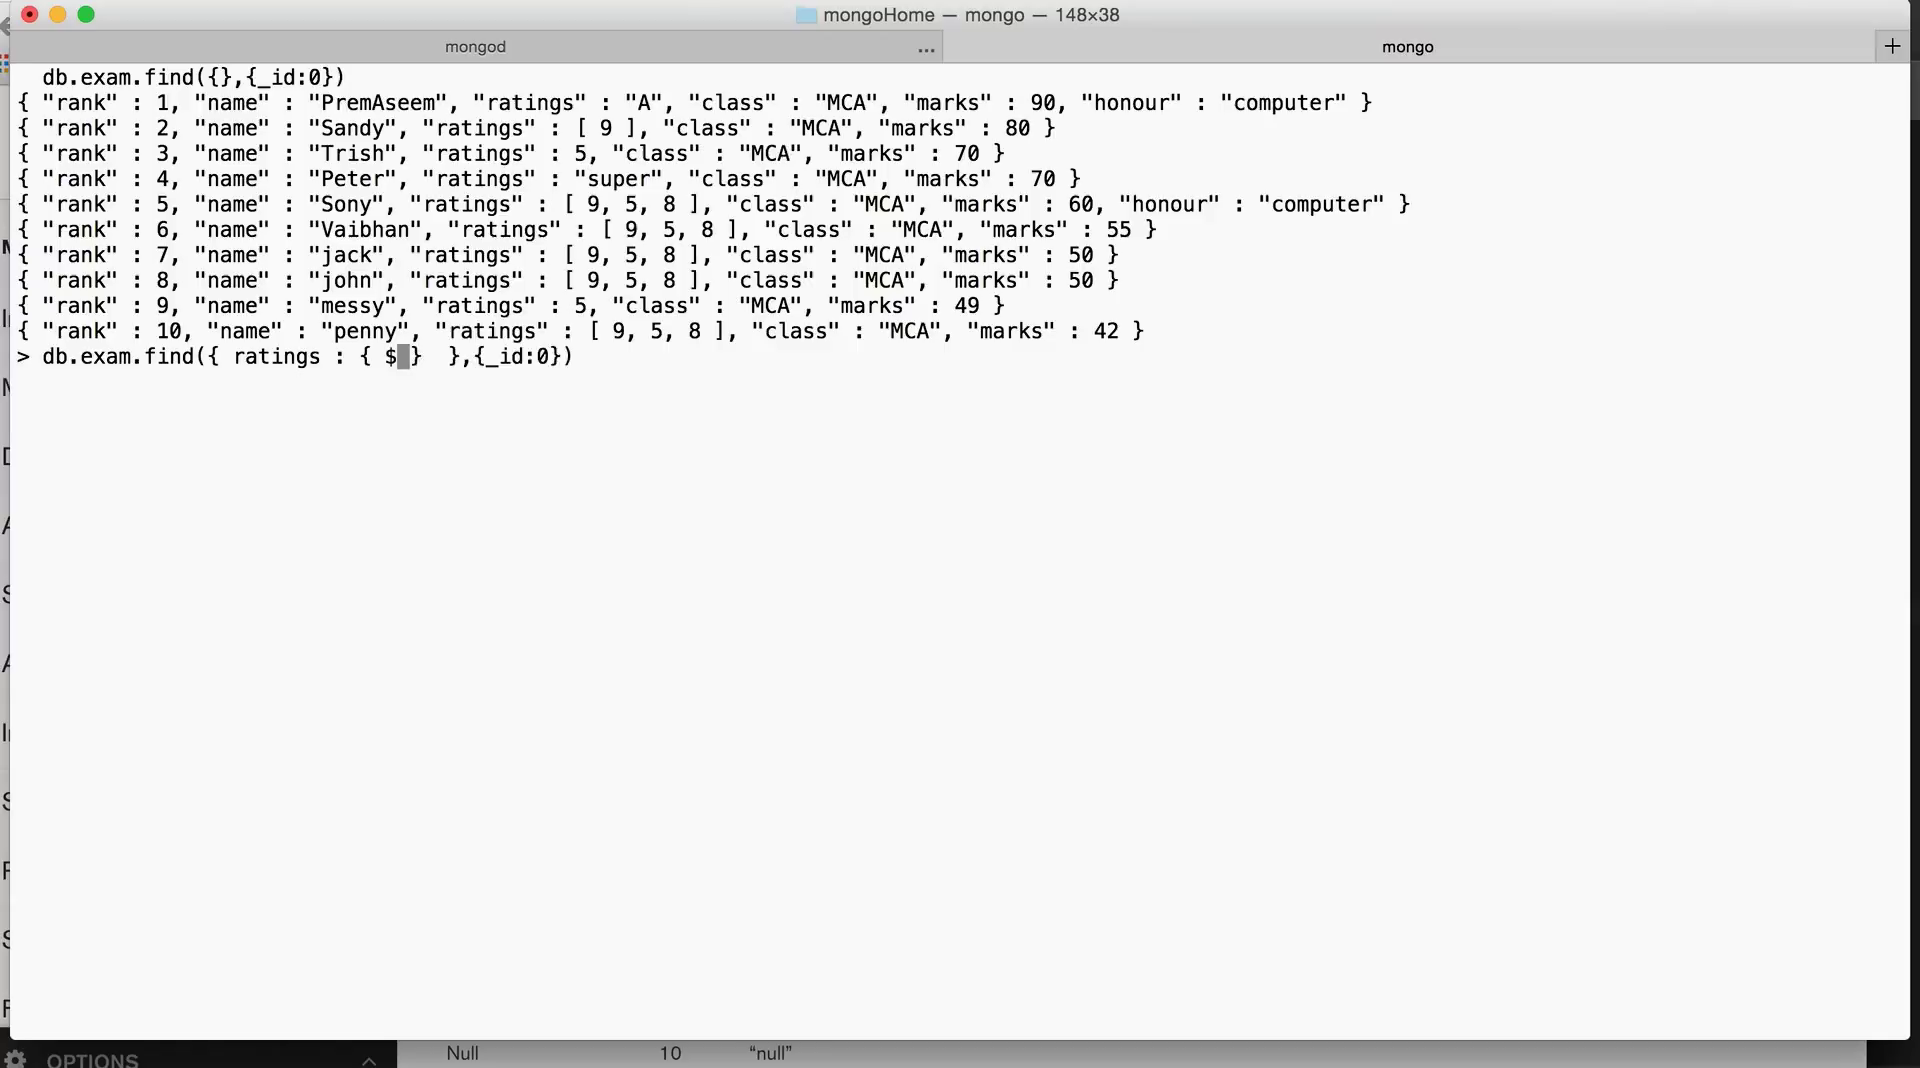 mongoHome — mongo — 148×38
mongod
...
mongo
+
db.exam.find({},{_id:0})
{ "rank" : 1, "name" : "PremAseem", "ratings" : "A", "class" : "MCA", "marks" : 90, "honour" : "computer" }
{ "rank" : 2, "name" : "Sandy", "ratings" : [ 9 ], "class" : "MCA", "marks" : 80 }
{ "rank" : 3, "name" : "Trish", "ratings" : 5, "class" : "MCA", "marks" : 70 }
{ "rank" : 4, "name" : "Peter", "ratings" : "super", "class" : "MCA", "marks" : 70 }
{ "rank" : 5, "name" : "Sony", "ratings" : [ 9, 5, 8 ], "class" : "MCA", "marks" : 60, "honour" : "computer" }
{ "rank" : 6, "name" : "Vaibhan", "ratings" : [ 9, 5, 8 ], "class" : "MCA", "marks" : 55 }
{ "rank" : 7, "name" : "jack", "ratings" : [ 9, 5, 8 ], "class" : "MCA", "marks" : 50 }
{ "rank" : 8, "name" : "john", "ratings" : [ 9, 5, 8 ], "class" : "MCA", "marks" : 50 }
{ "rank" : 9, "name" : "messy", "ratings" : 5, "class" : "MCA", "marks" : 49 }
{ "rank" : 10, "name" : "penny", "ratings" : [ 9, 5, 8 ], "class" : "MCA", "marks" : 42 }
> db.exam.find({ ratings : { $ }  },{_id:0})
OPTIONS
Null 10 “null”